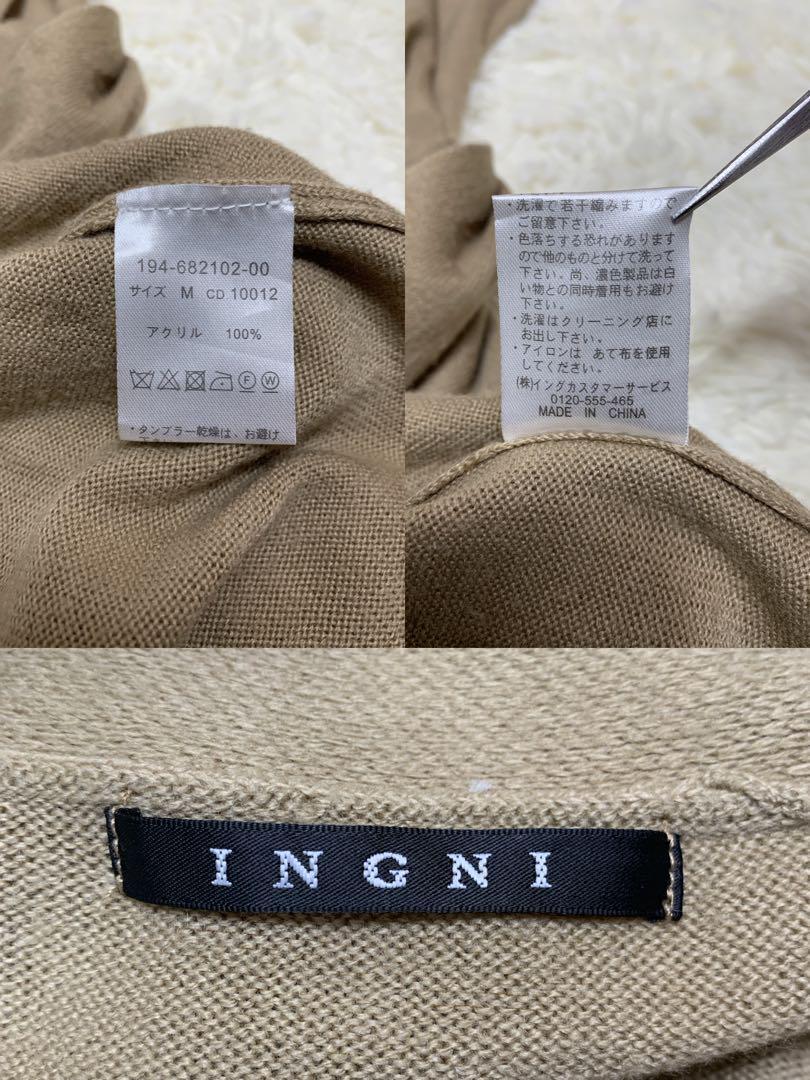 194-682102-00
サイズ M CD.10012
アクリル 100%
Ⓕ Ⓦ
・タンブラー乾燥は、お避け
下さい。
・洗濯で若干縮みますので
ご留意下さい。
・色落ちする恐れがあります
ので他のものと分けて洗って
下さい。尚、濃色製品は白
い物との同時着用もお避け
下さい。
・洗濯はクリーニング店に
お出し下さい。
・アイロンは あて布を使用
してください。
(株)イングカスタマーサービス
0120-555-465
MADE IN CHINA
INGNI